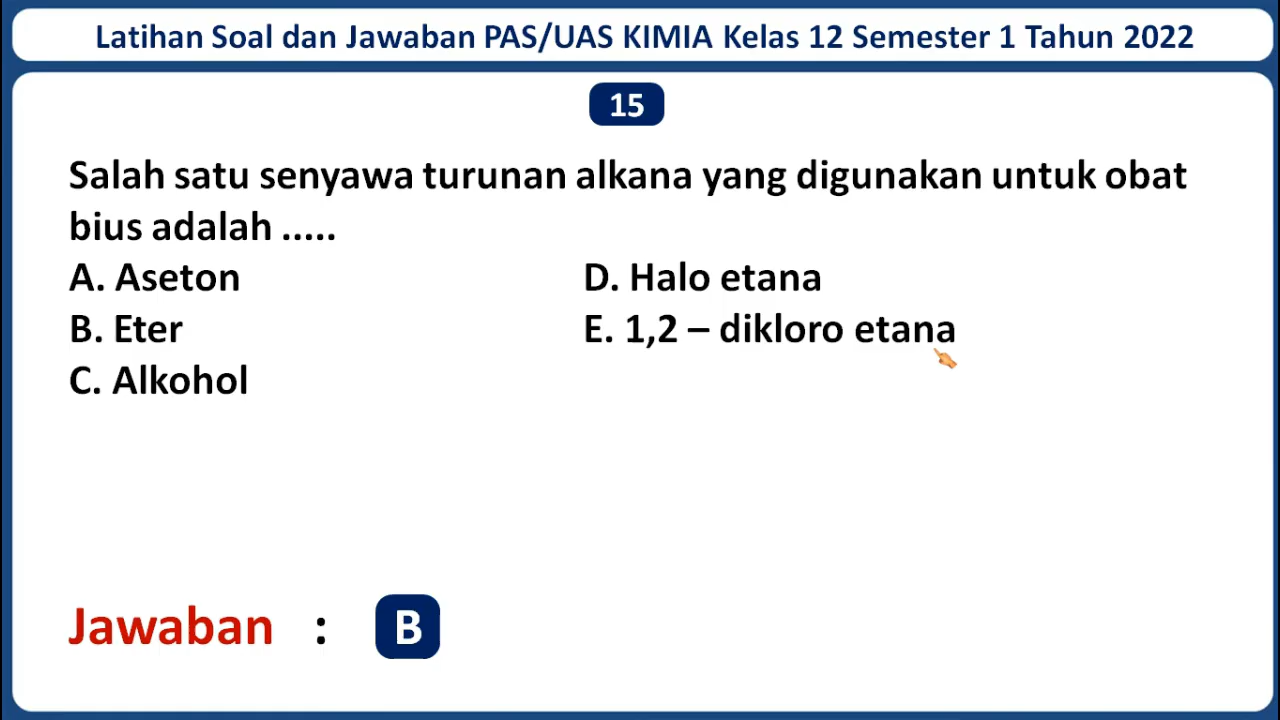 Latihan Soal dan Jawaban PAS/UAS KIMIA Kelas 12 Semester 1 Tahun 2022
15
Salah satu senyawa turunan alkana yang digunakan untuk obat
bius adalah .....
A. Aseton
B. Eter
C. Alkohol
D. Halo etana
E. 1,2 – dikloro etana
Jawaban : B